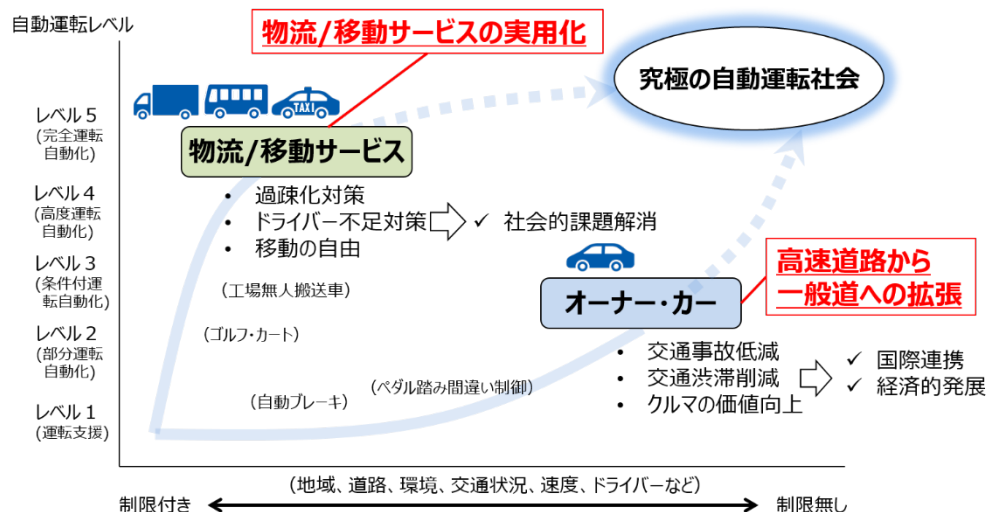 自動運転レベル
物流/移動サービスの実用化
究極の自動運転社会
TAXI
レベル5
(完全運転
自動化)
物流/移動サービス
レベル4
(高度運転
自動化)
• 過疎化対策
• ドライバー不足対策
• 移動の自由
✓ 社会的課題解消
レベル3
(条件付運
転自動化)
(工場無人搬送車)
高速道路から
一般道への拡張
オーナー・カー
レベル2
(部分運転
自動化)
(ゴルフ・カート)
• 交通事故低減
• 交通渋滞削減
• クルマの価値向上
✓ 国際連携
✓ 経済的発展
(ペダル踏み間違い制御)
(自動ブレーキ)
レベル1
(運転支援)
(地域、道路、環境、交通状況、速度、ドライバーなど)
制限付き
制限無し